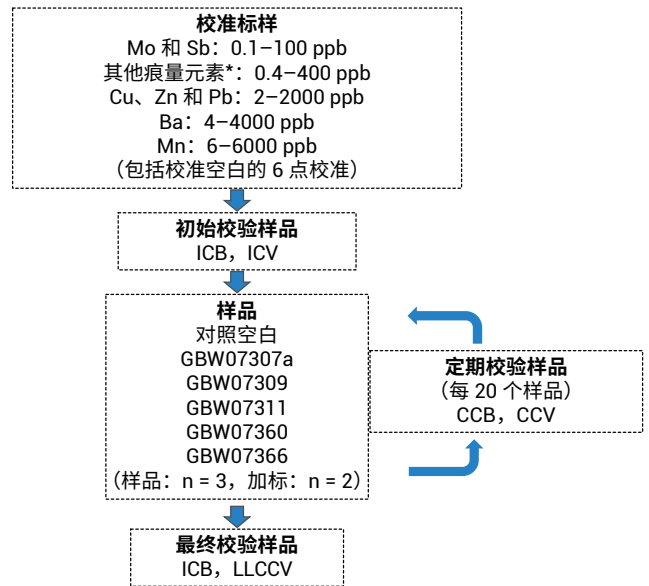 校准标样
Mo 和 Sb：0.1–100 ppb
其他痕量元素*：0.4–400 ppb
Cu、Zn 和 Pb：2–2000 ppb
Ba：4–4000 ppb
Mn：6–6000 ppb
（包括校准空白的 6 点校准）
初始校验样品
ICB，ICV
样品
对照空白
GBW07307a
GBW07309
GBW07311
GBW07360
GBW07366
（样品：n = 3，加标：n = 2）
定期校验样品
（每 20 个样品）
CCB，CCV
最终校验样品
ICB，LLCCV